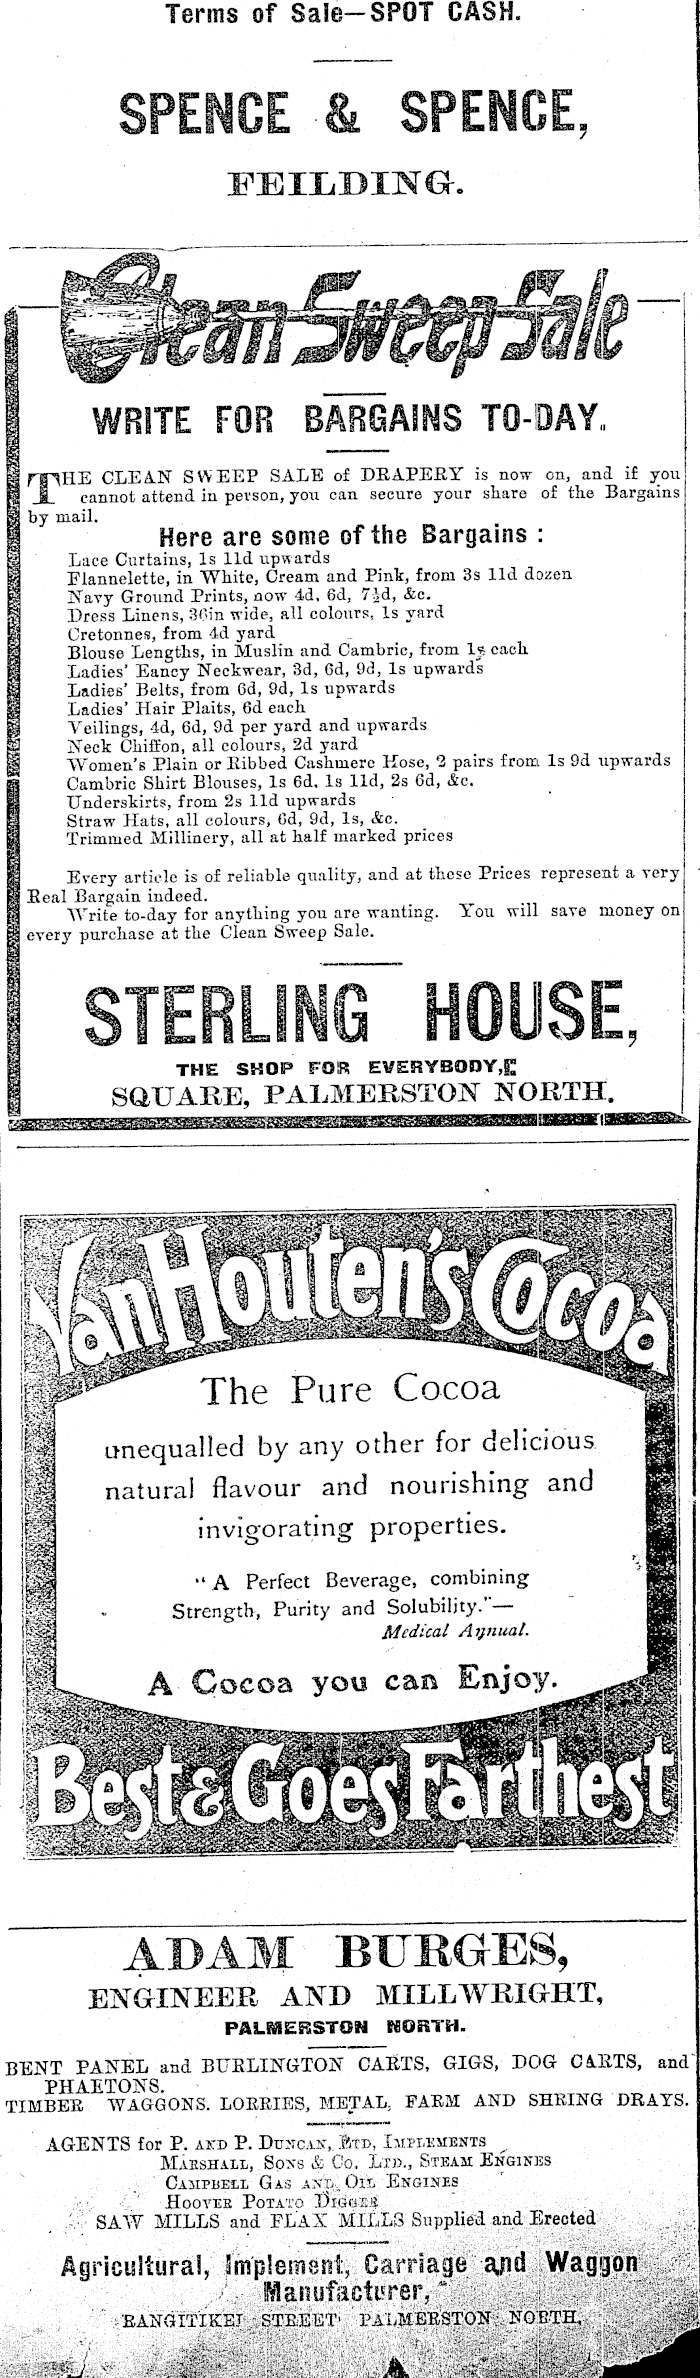 Terms of Sale—SPOT CASH.
SPENCE & SPENCE,
FEILDING.
Clean Sweep Sale
WRITE FOR BARGAINS TO-DAY.
THE CLEAN SWEEP SALE of DRAPERY is now on, and if you
cannot attend in person, you can secure your share of the Bargains
by mail.
Here are some of the Bargains :
Lace Curtains, 1s 11d upwards
Flannelette, in White, Cream and Pink, from 3s 11d dozen
Navy Ground Prints, now 4d, 6d, 7½d, &c.
Dress Linens, 36in wide, all colours, 1s yard
Cretonnes, from 4d yard
Blouse Lengths, in Muslin and Cambric, from 1s each
Ladies' Eancy Neckwear, 3d, 6d, 9d, 1s upwards
Ladies' Belts, from 6d, 9d, 1s upwards
Ladies' Hair Plaits, 6d each
Veilings, 4d, 6d, 9d per yard and upwards
Neck Chiffon, all colours, 2d yard
Women's Plain or Ribbed Cashmere Hose, 2 pairs from 1s 9d upwards
Cambric Shirt Blouses, 1s 6d. 1s 11d, 2s 6d, &c.
Underskirts, from 2s 11d upwards
Straw Hats, all colours, 6d, 9d, 1s, &c.
Trimmed Millinery, all at half marked prices
Every article is of reliable quality, and at these Prices represent a very
Real Bargain indeed.
Write to-day for anything you are wanting. You will save money on
every purchase at the Clean Sweep Sale.
STERLING HOUSE,
THE SHOP FOR EVERYBODY,
SQUARE, PALMERSTON NORTH.
Van Houten's Cocoa
The Pure Cocoa
unequalled by any other for delicious
natural flavour and nourishing and
invigorating properties.
"A Perfect Beverage, combining
Strength, Purity and Solubility."—
Medical Annual.
A Cocoa you can Enjoy.
Best & Goes Farthest
ADAM BURGES,
ENGINEER AND MILLWRIGHT,
PALMERSTON NORTH.
BENT PANEL and BURLINGTON CARTS, GIGS, DOG CARTS, and
PHAETONS.
TIMBER WAGGONS. LORRIES, METAL, FARM AND SHRING DRAYS.
AGENTS for P. AND P. DUNCAN, LTD, IMPLEMENTS
MARSHALL, SONS & CO. LTD., STEAM ENGINES
CAMPBELL GAS AND OIL ENGINES
HOOVER POTATO DIGGER
SAW MILLS and FLAX MILLS Supplied and Erected
Agricultural, Implement, Carriage and Waggon
Manufacturer,
RANGITIKEI STREET PALMERSTON NORTH.